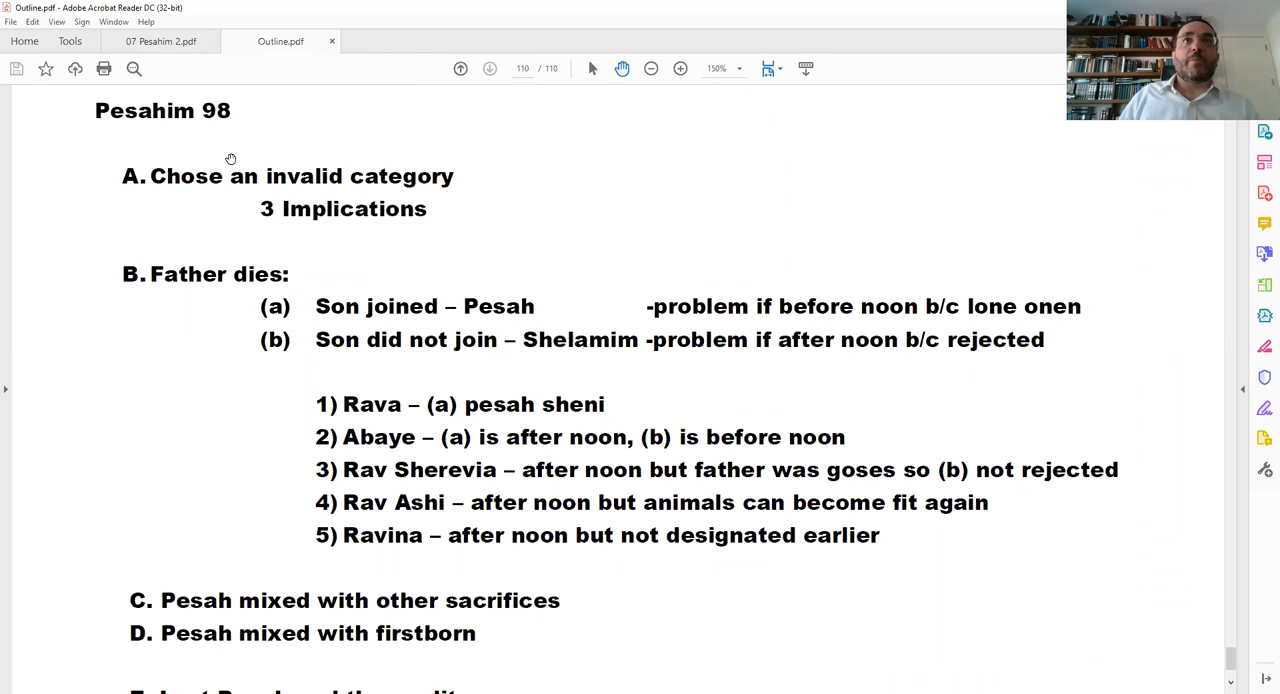 Outline.pdf - Adobe Acrobat Reader DC (32-bit)
File Edit View Sign Window Help
Home Tools 07 Pesahim 2.pdf Outline.pdf ×
110 / 110 150%
Pesahim 98
A. Chose an invalid category
3 Implications
B. Father dies:
(a) Son joined – Pesah -problem if before noon b/c lone onen
(b) Son did not join – Shelamim -problem if after noon b/c rejected
1) Rava – (a) pesah sheni
2) Abaye – (a) is after noon, (b) is before noon
3) Rav Sherevia – after noon but father was goses so (b) not rejected
4) Rav Ashi – after noon but animals can become fit again
5) Ravina – after noon but not designated earlier
C. Pesah mixed with other sacrifices
D. Pesah mixed with firstborn